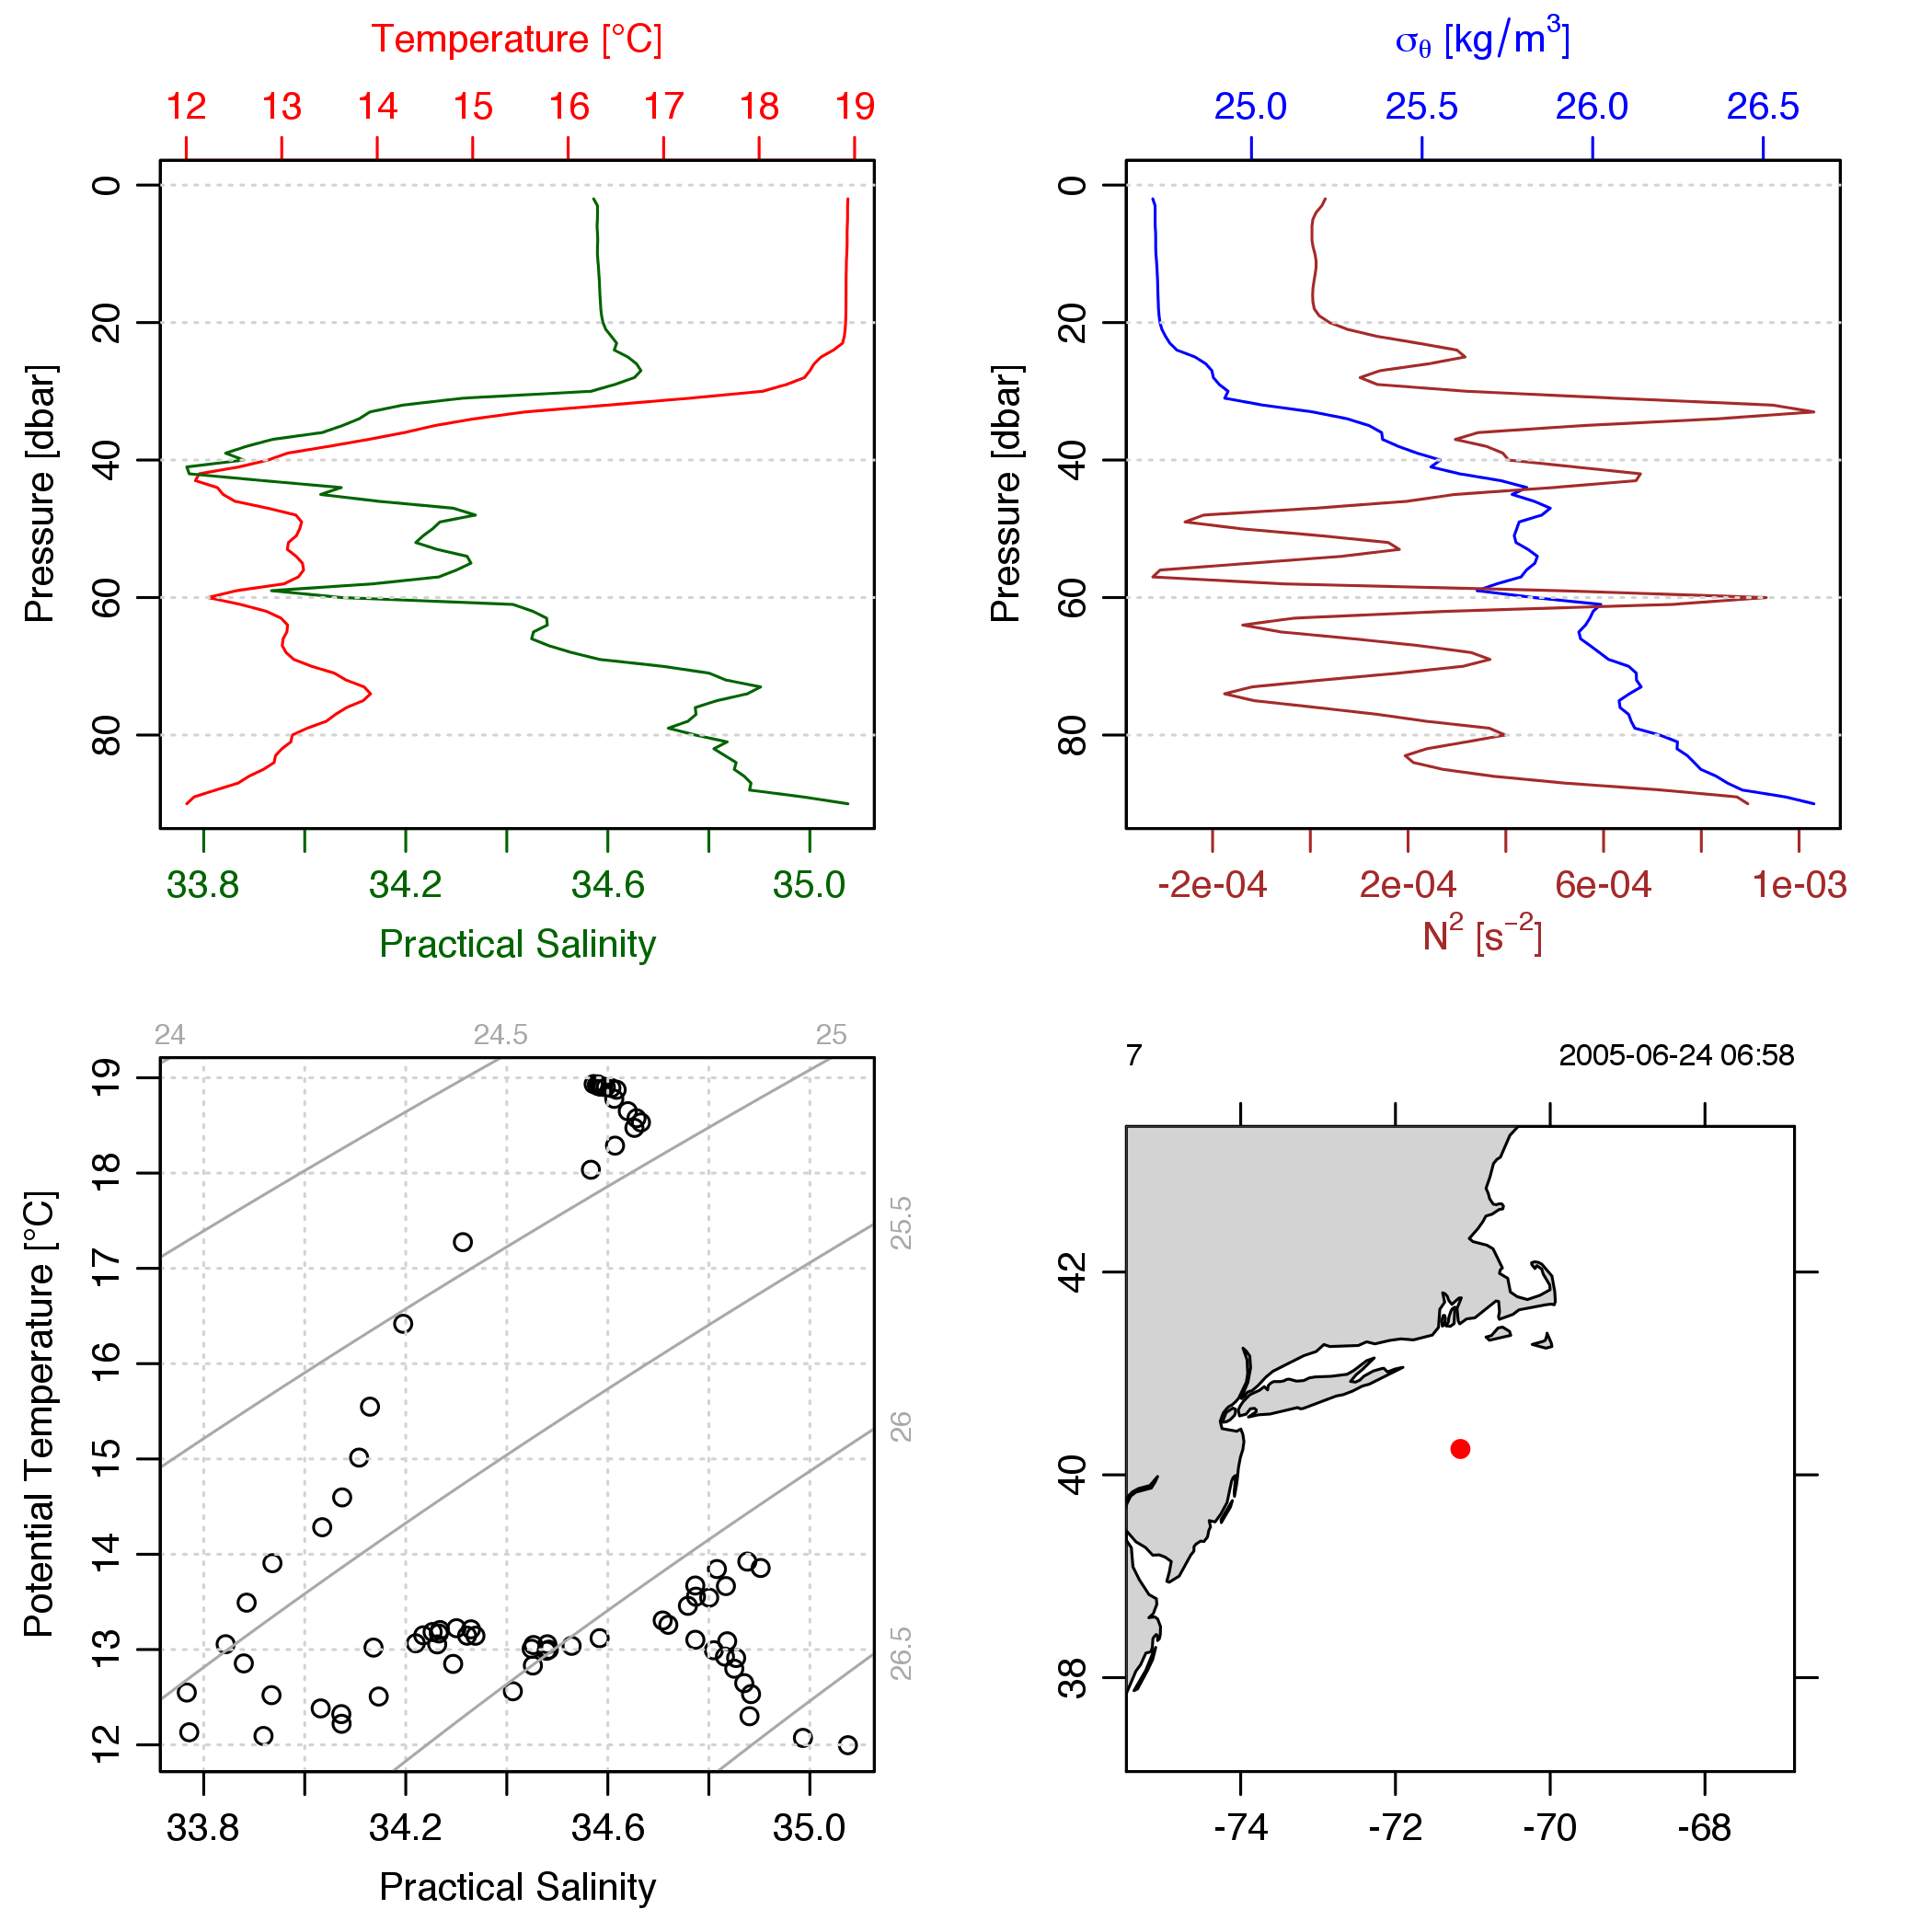 Temperature [°C]
12 13 14 15 16 17 18 19
0
20
40
60
80
Pressure [dbar]
33.8 34.2 34.6 35.0
Practical Salinity
σθ [kg/m³]
25.0 25.5 26.0 26.5
0
20
40
60
80
Pressure [dbar]
-2e-04 2e-04 6e-04 1e-03
N² [s⁻²]
24 24.5 25
25.5
26
26.5
19
18
17
16
15
14
13
12
Potential Temperature [°C]
33.8 34.2 34.6 35.0
Practical Salinity
7 2005-06-24 06:58
42
40
38
-74 -72 -70 -68